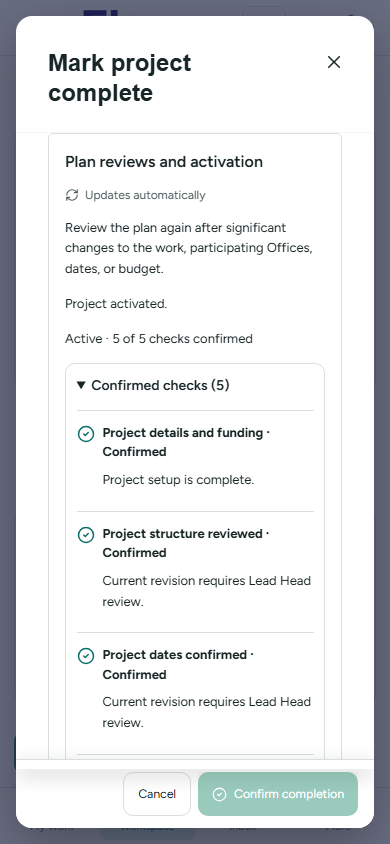 Mark project
complete
Plan reviews and activation
Updates automatically
Review the plan again after significant
changes to the work, participating Offices,
dates, or budget.
Project activated.
Active · 5 of 5 checks confirmed
Confirmed checks (5)
Project details and funding ·
Confirmed
Project setup is complete.
Project structure reviewed ·
Confirmed
Current revision requires Lead Head
review.
Project dates confirmed ·
Confirmed
Current revision requires Lead Head
review.
Cancel
Confirm completion